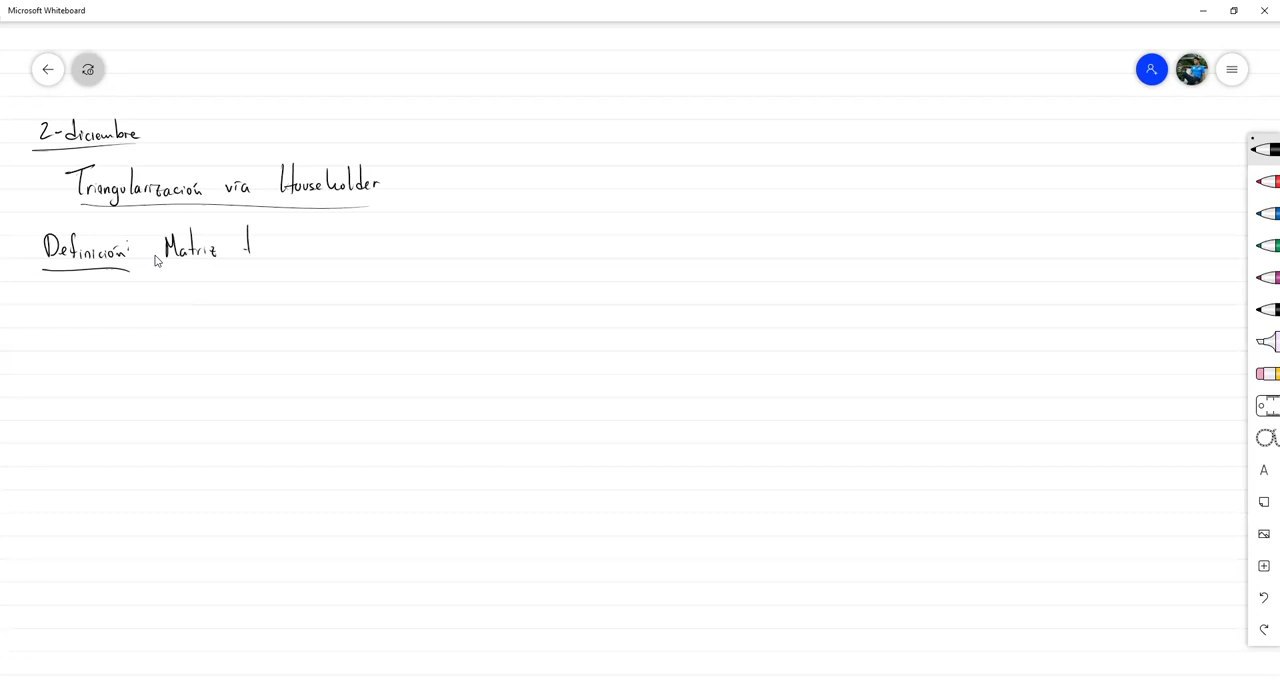 Microsoft Whiteboard
2-diciembre
Triangularización vía Householder
Definición: Matriz
A